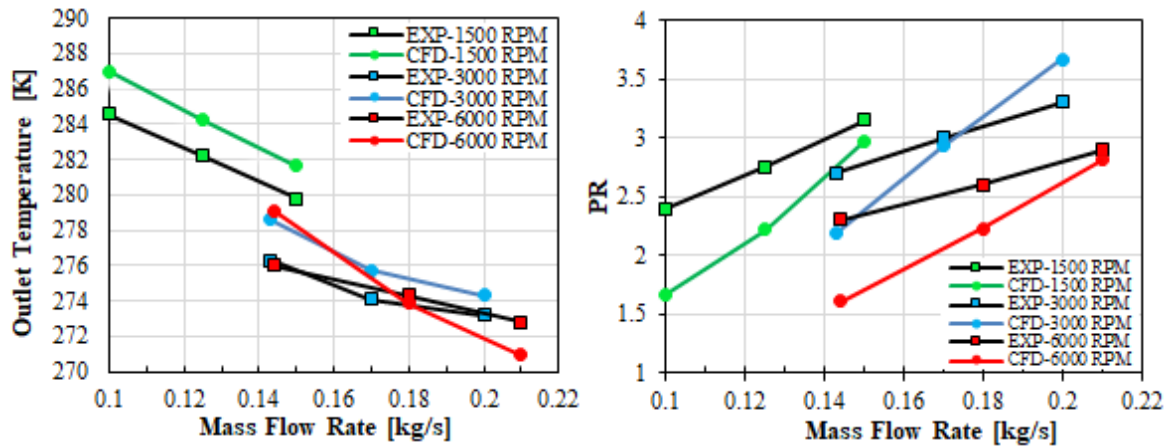 290
288
286
284
282
280
278
276
274
272
270
Outlet Temperature [K]
EXP-1500 RPM
CFD-1500 RPM
EXP-3000 RPM
CFD-3000 RPM
EXP-6000 RPM
CFD-6000 RPM
0.1 0.12 0.14 0.16 0.18 0.2 0.22
Mass Flow Rate [kg/s]
4
3.5
3
2.5
2
1.5
1
PR
EXP-1500 RPM
CFD-1500 RPM
EXP-3000 RPM
CFD-3000 RPM
EXP-6000 RPM
CFD-6000 RPM
0.1 0.12 0.14 0.16 0.18 0.2 0.22
Mass Flow Rate [kg/s]